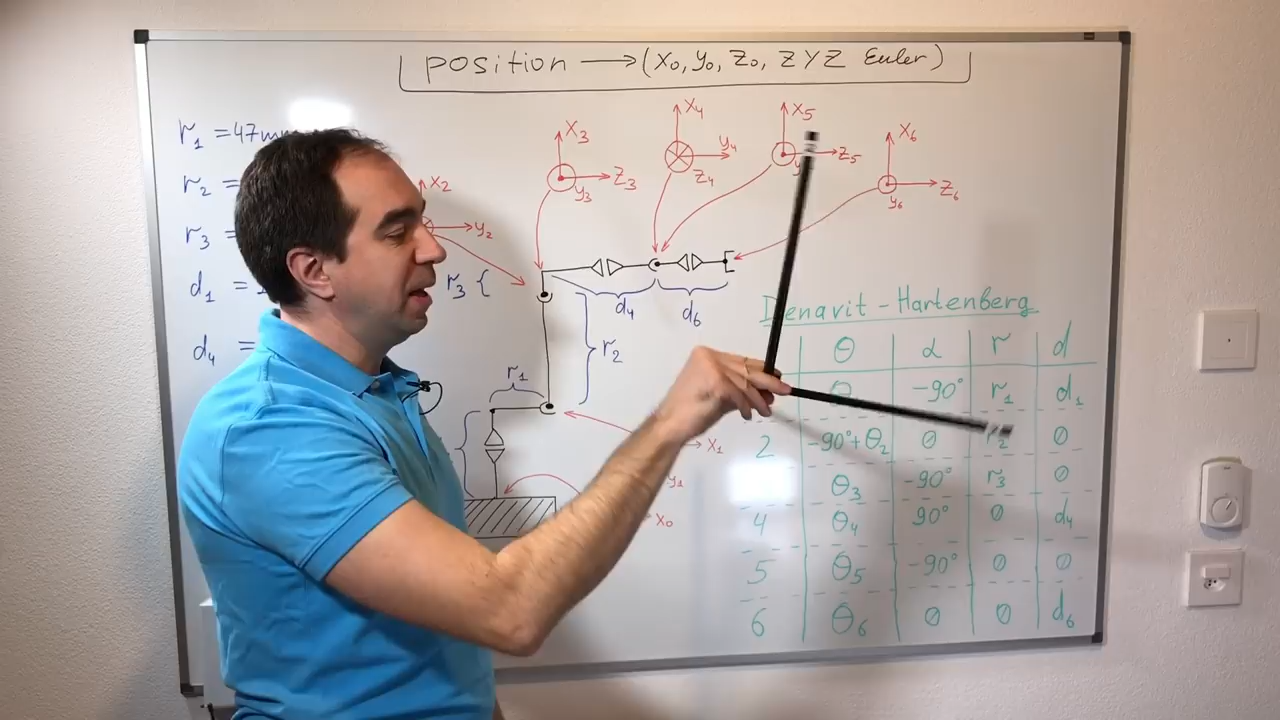 position → (x₀, y₀, z₀, ZYZ Euler)
r₁ = 47m
r₂ =
r₃ =
d₁ =
d₄ =
x₂
y₂
x₃
z₃
y₃
x₄
y₄
z₄
x₅
z₅
y
x₆
z₆
y₆
r₃ {
d₄
d₆
r₂
r₁
x₁
y₁
x₀
Denavit - Hartenberg
θ α r d
-90° r₁ d₁
2 -90°+θ₂ 0 r₂ 0
θ₃ -90° r₃ 0
4 θ₄ 90° 0 d₄
5 θ₅ -90° 0 0
6 θ₆ 0 0 d₆